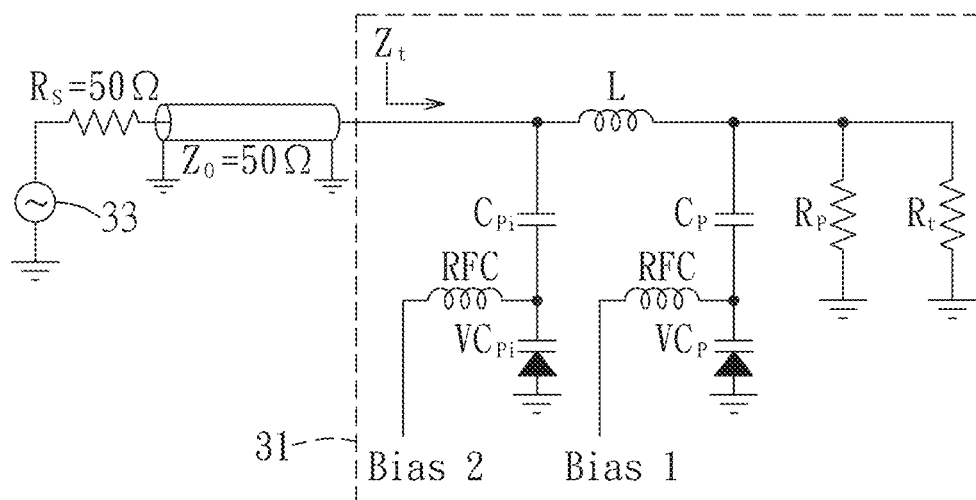 Z_t
R_S=50Ω
L
Z_0=50Ω
33
C_Pi
C_P
R_P
R_t
RFC
RFC
VC_Pi
VC_P
31
Bias 2
Bias 1